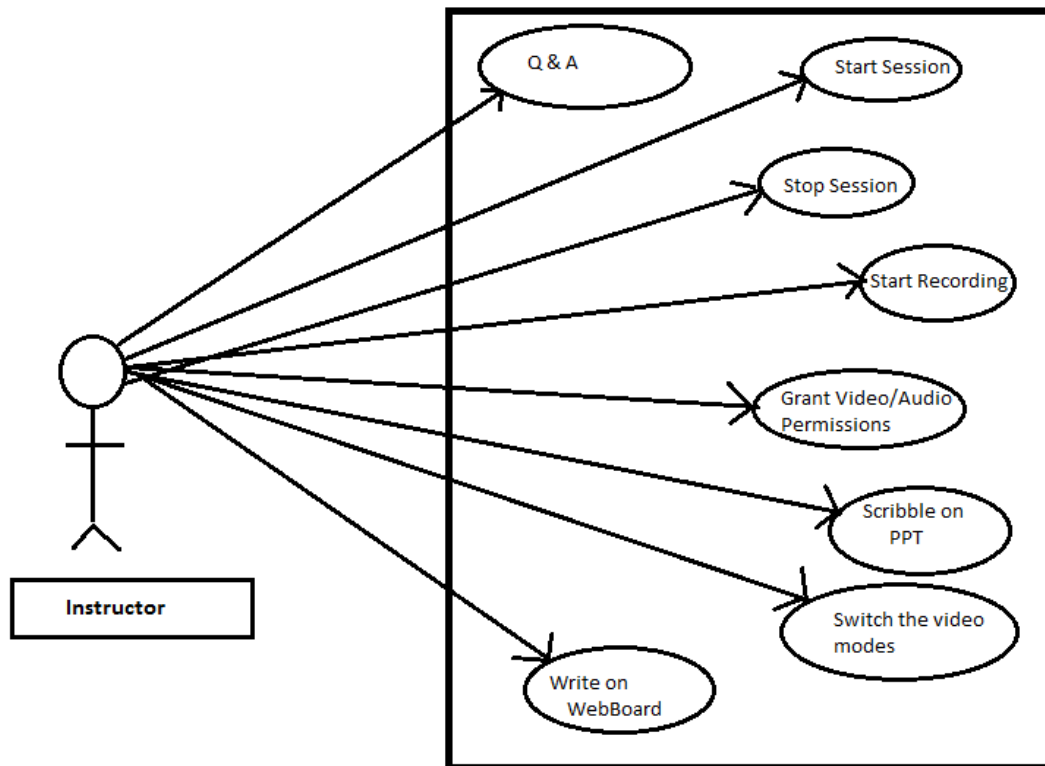 Q & A
Start Session
Stop Session
Start Recording
Grant Video/Audio
Permissions
Scribble on
PPT
Switch the video
modes
Write on
WebBoard
Instructor